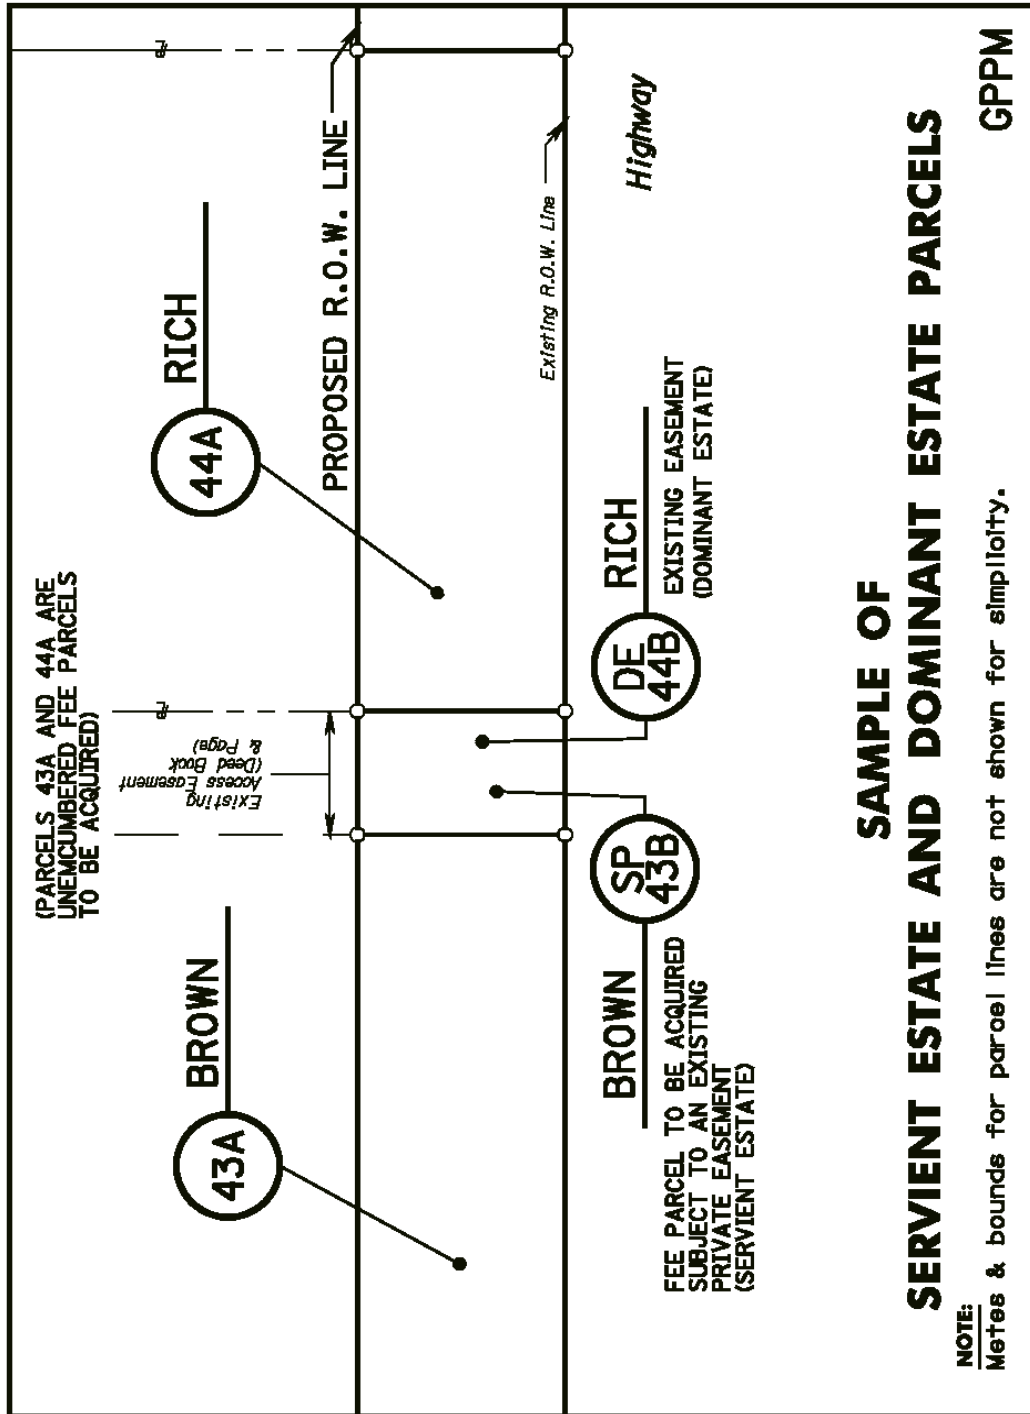 (PARCELS 43A AND 44A ARE
UNEMCUMBERED FEE PARCELS
TO BE ACQUIRED)
BROWN
43A
RICH
44A
Existing
Access Easement
(Deed Book
& Page)
PROPOSED R.O.W. LINE
Existing R.O.W. Line
Highway
BROWN
SP
43B
DE
44B
RICH
FEE PARCEL TO BE ACQUIRED
SUBJECT TO AN EXISTING
PRIVATE EASEMENT
(SERVIENT ESTATE)
EXISTING EASEMENT
(DOMINANT ESTATE)
SAMPLE OF
SERVIENT ESTATE AND DOMINANT ESTATE PARCELS
NOTE:
Metes & bounds for parcel lines are not shown for simplicity.
GPPM